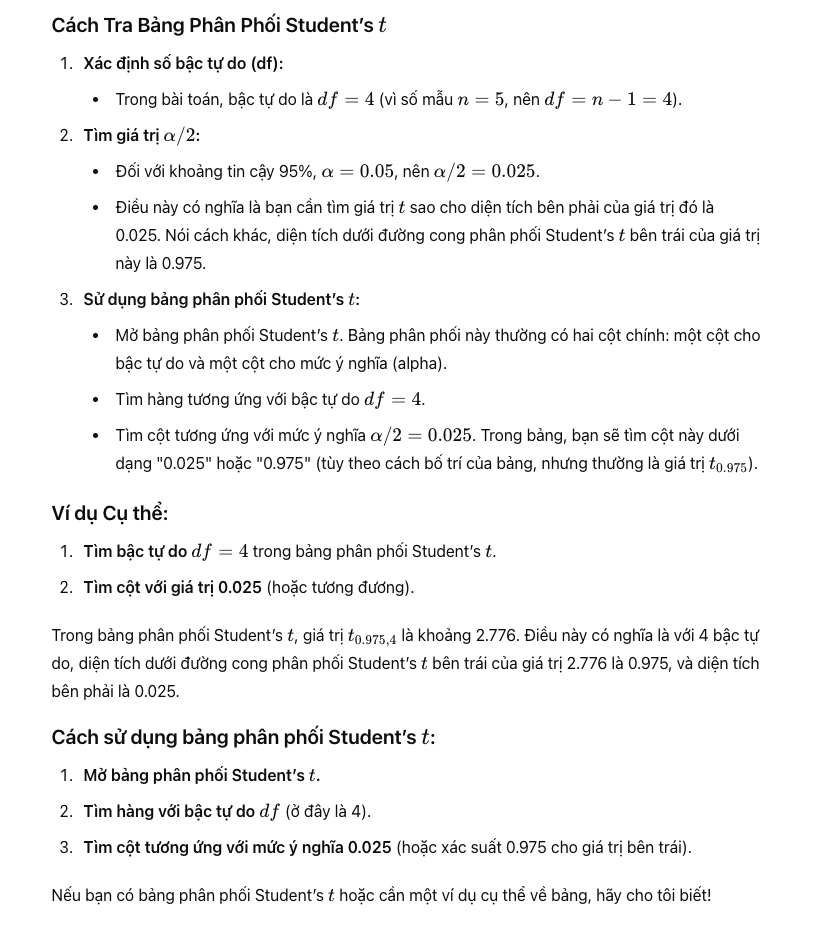 Cách Tra Bảng Phân Phối Student's t
1. Xác định số bậc tự do (df):
• Trong bài toán, bậc tự do là df = 4 (vì số mẫu n = 5, nên df = n − 1 = 4).
2. Tìm giá trị α/2:
• Đối với khoảng tin cậy 95%, α = 0.05, nên α/2 = 0.025.
• Điều này có nghĩa là bạn cần tìm giá trị t sao cho diện tích bên phải của giá trị đó là
0.025. Nói cách khác, diện tích dưới đường cong phân phối Student's t bên trái của giá trị
này là 0.975.
3. Sử dụng bảng phân phối Student's t:
• Mở bảng phân phối Student's t. Bảng phân phối này thường có hai cột chính: một cột cho
bậc tự do và một cột cho mức ý nghĩa (alpha).
• Tìm hàng tương ứng với bậc tự do df = 4.
• Tìm cột tương ứng với mức ý nghĩa α/2 = 0.025. Trong bảng, bạn sẽ tìm cột này dưới
dạng "0.025" hoặc "0.975" (tùy theo cách bố trí của bảng, nhưng thường là giá trị t0.975).
Ví dụ Cụ thể:
1. Tìm bậc tự do df = 4 trong bảng phân phối Student's t.
2. Tìm cột với giá trị 0.025 (hoặc tương đương).
Trong bảng phân phối Student's t, giá trị t0.975,4 là khoảng 2.776. Điều này có nghĩa là với 4 bậc tự
do, diện tích dưới đường cong phân phối Student's t bên trái của giá trị 2.776 là 0.975, và diện tích
bên phải là 0.025.
Cách sử dụng bảng phân phối Student's t:
1. Mở bảng phân phối Student's t.
2. Tìm hàng với bậc tự do df (ở đây là 4).
3. Tìm cột tương ứng với mức ý nghĩa 0.025 (hoặc xác suất 0.975 cho giá trị bên trái).
Nếu bạn có bảng phân phối Student's t hoặc cần một ví dụ cụ thể về bảng, hãy cho tôi biết!